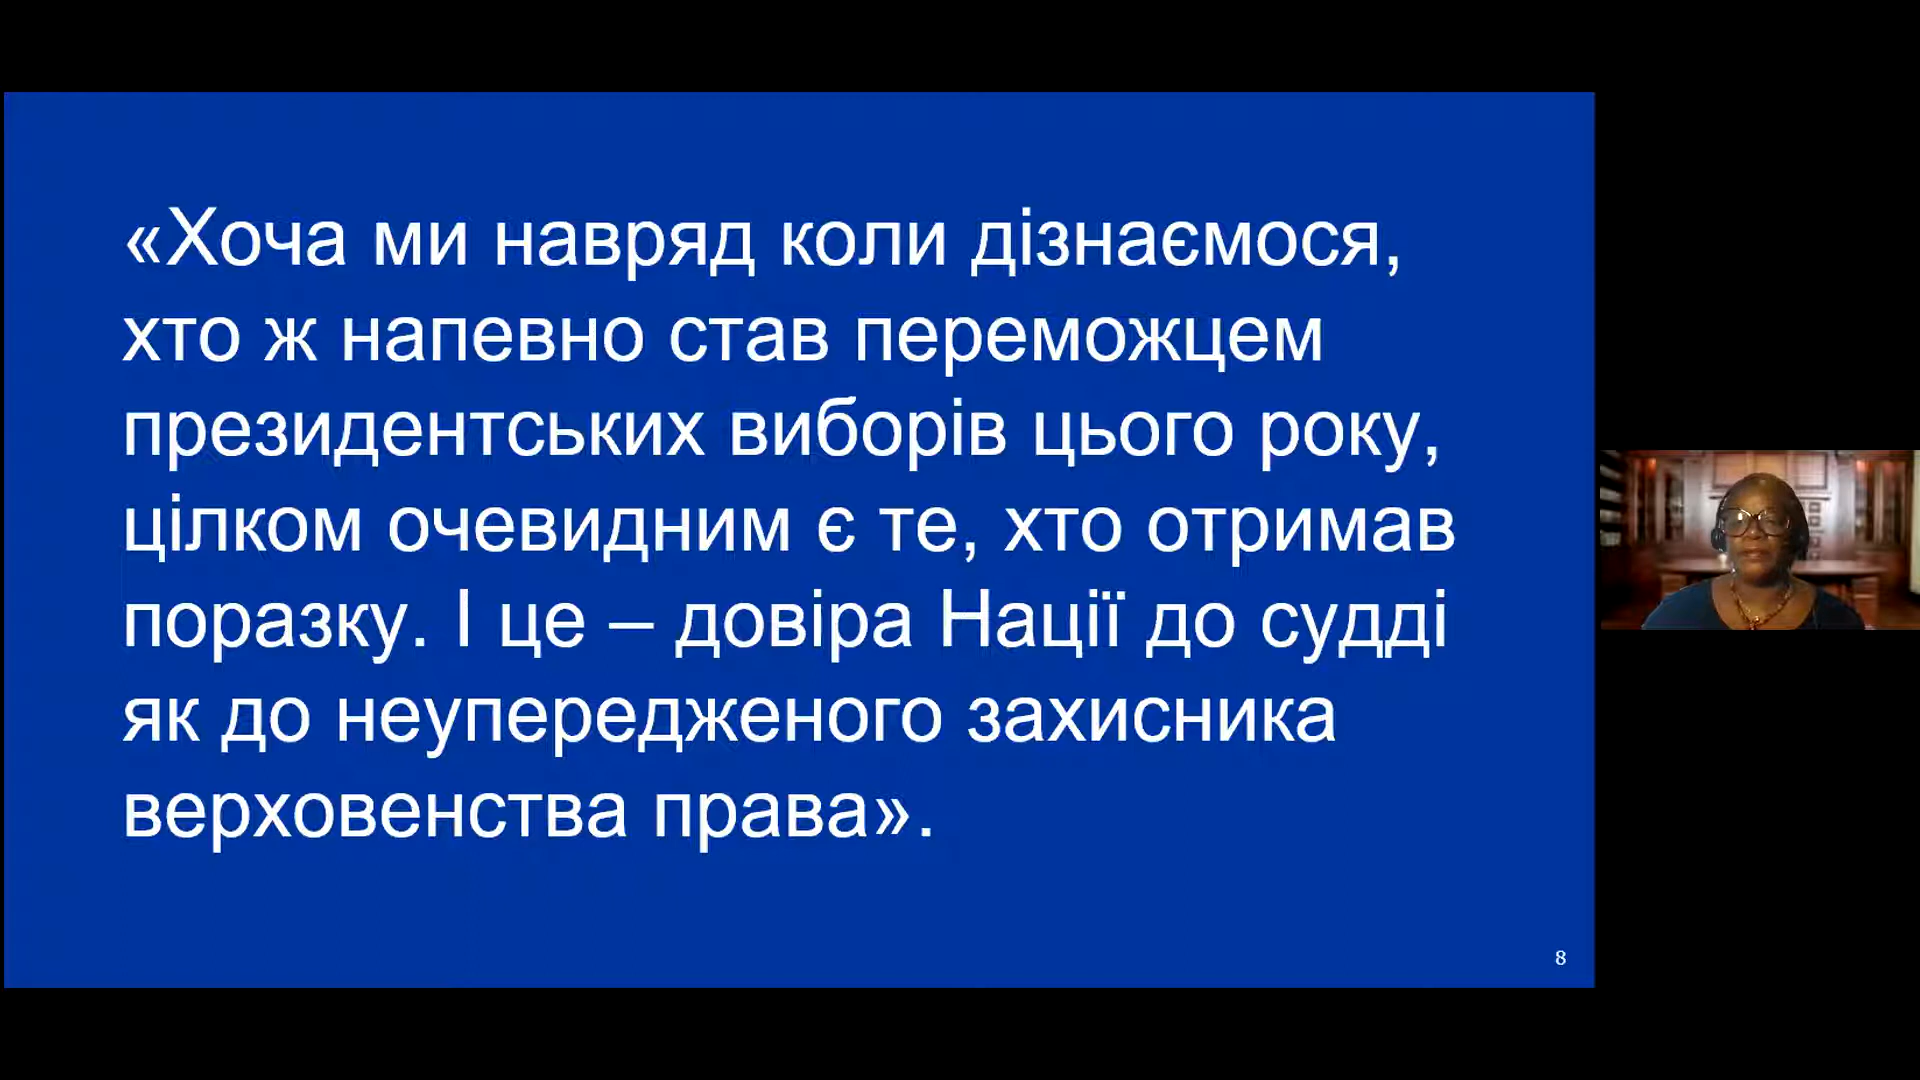 «Хоча ми навряд коли дізнаємося,
хто ж напевно став переможцем
президентських виборів цього року,
цілком очевидним є те, хто отримав
поразку. І це – довіра Нації до судді
як до неупередженого захисника
верховенства права».
8